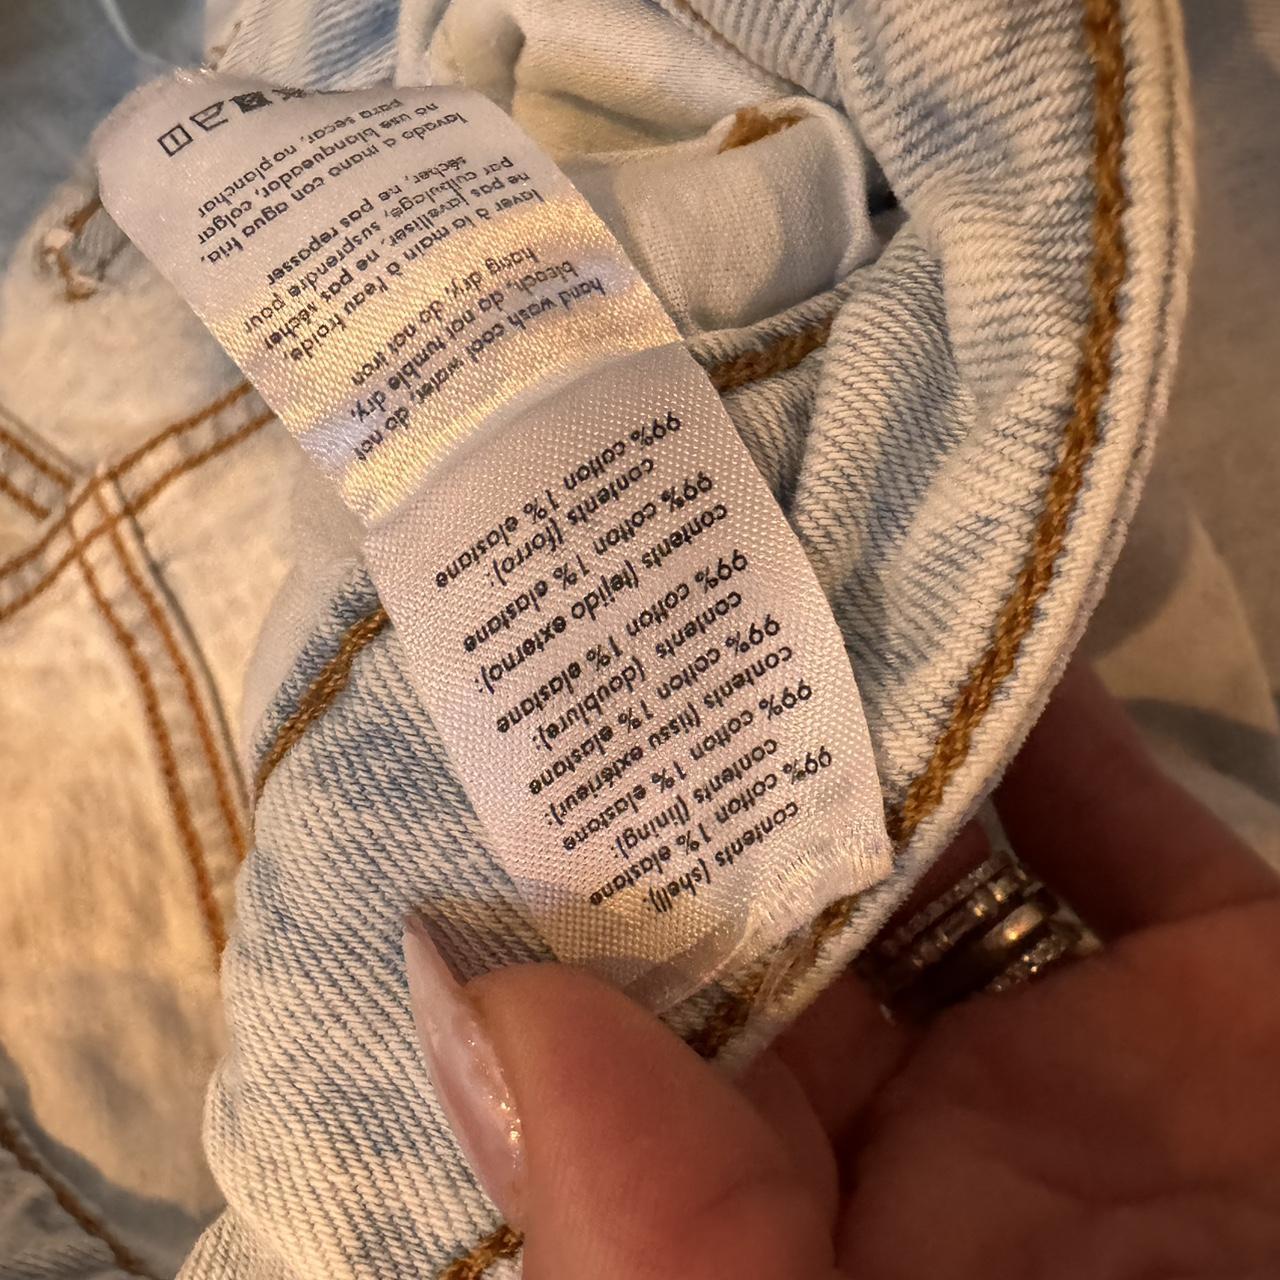 contents (shell):
99% cotton 1% elastane
contents (lining):
99% cotton 1% elastane
contents (tissu extérieur):
99% cotton 1% elastane
contents (doublure):
99% cotton 1% elastane
contents (tejido externo):
99% cotton 1% elastane
contents (forro):
99% cotton 1% elastane
hand wash cool water, do not
bleach, do not tumble dry,
hang dry, do not iron
laver à la main à l'eau froide,
ne pas javelliser, ne pas sécher
par culbulage, susprendre pour
sécher, ne pas repasser
lavado a mano con agua fria,
no use blanqueador, colgar
para secar, no planchar